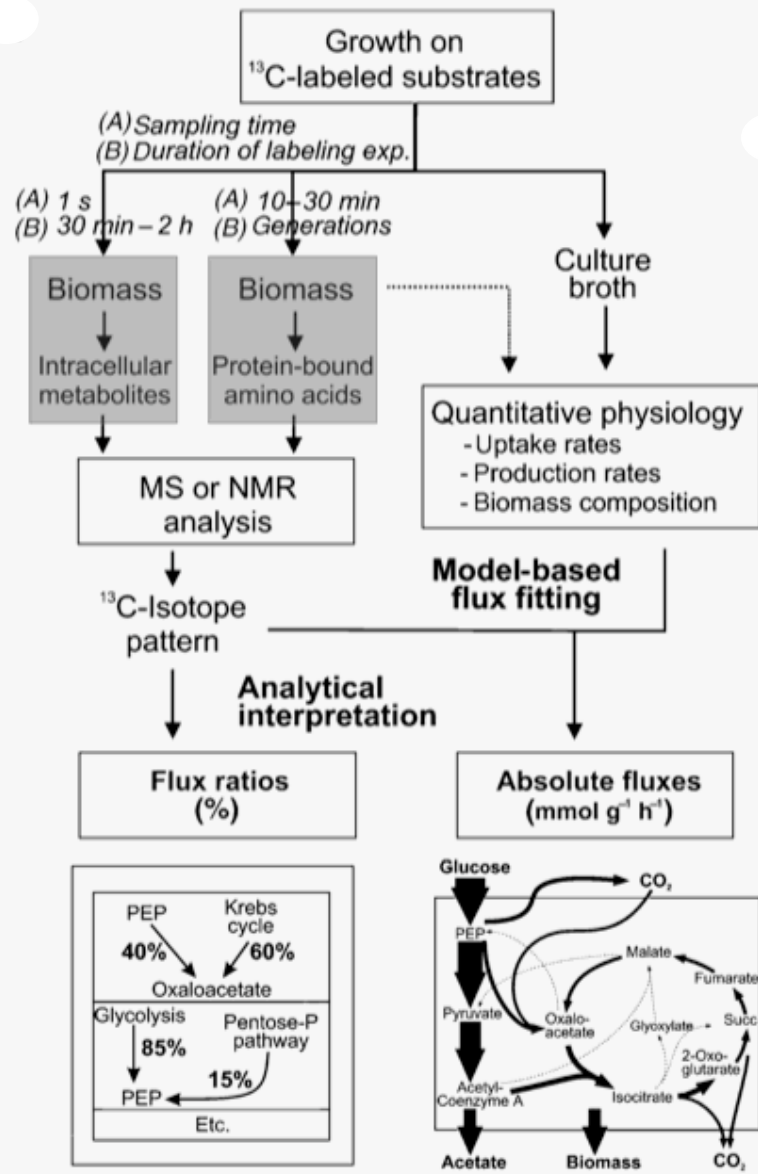 Growth on
¹³C-labeled substrates
(A) Sampling time
(B) Duration of labeling exp.
(A) 1 s
(B) 30 min – 2 h
(A) 10–30 min
(B) Generations
Biomass
Intracellular
metabolites
Biomass
Protein-bound
amino acids
Culture
broth
Quantitative physiology
- Uptake rates
- Production rates
- Biomass composition
MS or NMR
analysis
¹³C-Isotope
pattern
Model-based
flux fitting
Analytical
interpretation
Flux ratios
(%)
Absolute fluxes
(mmol g⁻¹ h⁻¹)
PEP
Krebs
cycle
40%
60%
Oxaloacetate
Glycolysis
Pentose-P
pathway
85%
15%
PEP
Etc.
Glucose
CO₂
PEP
Malate
Fumarate
Pyruvate
Oxalo-
acetate
Glyoxylate
Succ
2-Oxo-
glutarate
Acetyl-
Coenzyme A
Isocitrate
Acetate
Biomass
CO₂